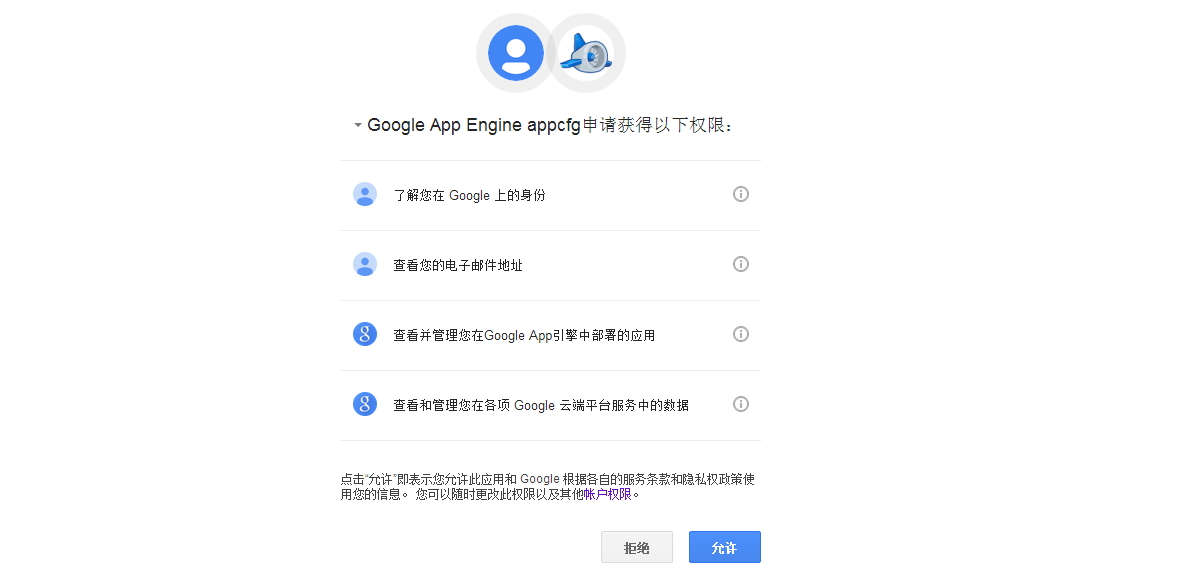 Google App Engine appcfg申请获得以下权限：
了解您在 Google 上的身份
查看您的电子邮件地址
查看并管理您在Google App引擎中部署的应用
查看和管理您在各项 Google 云端平台服务中的数据
点击“允许”即表示您允许此应用和 Google 根据各自的服务条款和隐私权政策使
用您的信息。 您可以随时更改此权限以及其他帐户权限。
拒绝 允许